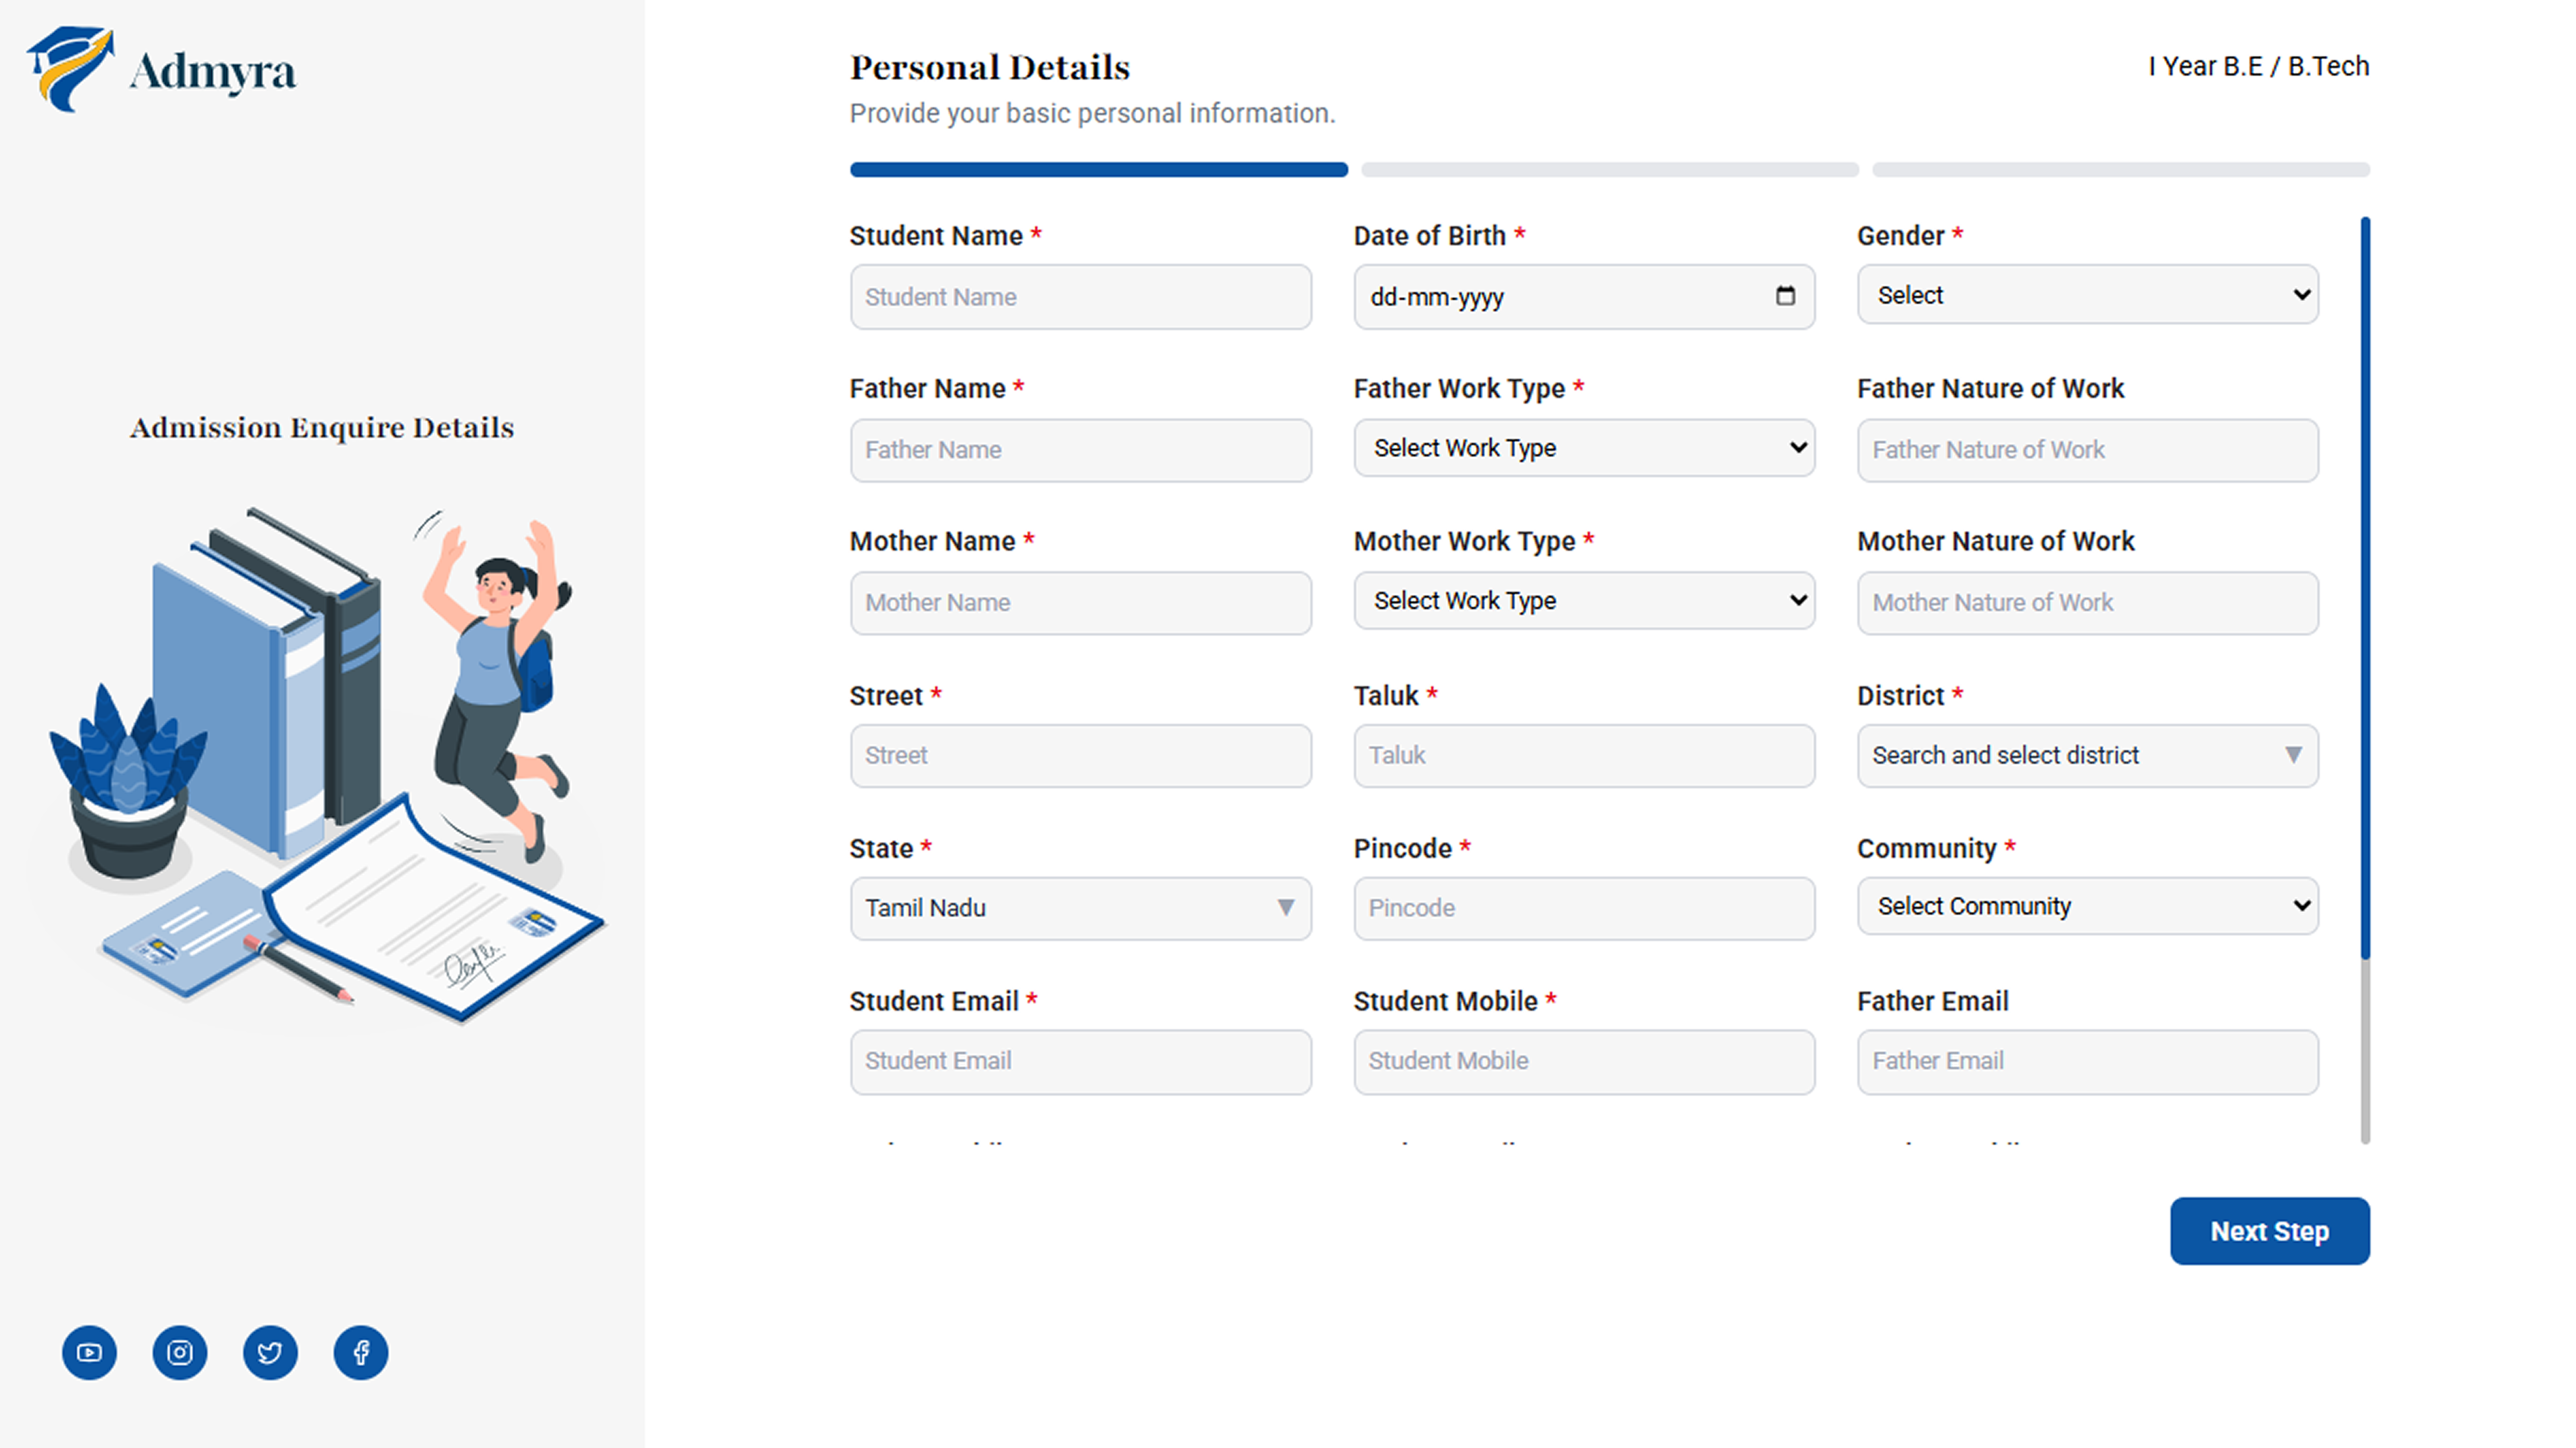 Admyra
Admission Enquire Details
Personal Details
I Year B.E / B.Tech
Provide your basic personal information.
Student Name *
Date of Birth *
Gender *
Student Name
dd-mm-yyyy
Select
Father Name *
Father Work Type *
Father Nature of Work
Father Name
Select Work Type
Father Nature of Work
Mother Name *
Mother Work Type *
Mother Nature of Work
Mother Name
Select Work Type
Mother Nature of Work
Street *
Taluk *
District *
Street
Taluk
Search and select district
State *
Pincode *
Community *
Tamil Nadu
Pincode
Select Community
Student Email *
Student Mobile *
Father Email
Student Email
Student Mobile
Father Email
Next Step